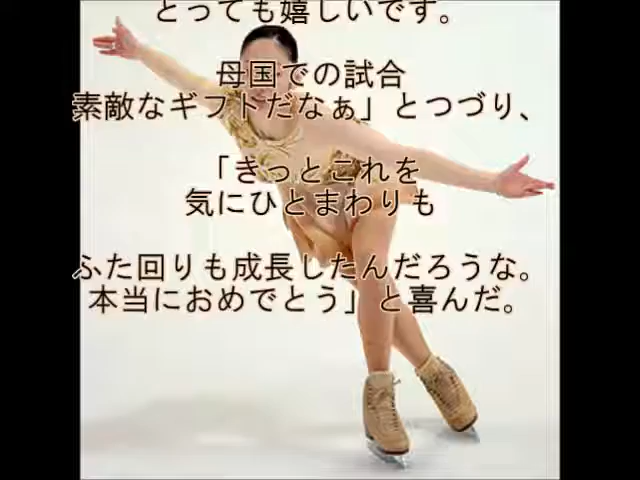 とっても嬉しいです。
母国での試合
素敵なギフトだなぁ」とつづり、
「きっとこれを
気にひとまわりも
ふた回りも成長したんだろうな。
本当におめでとう」と喜んだ。